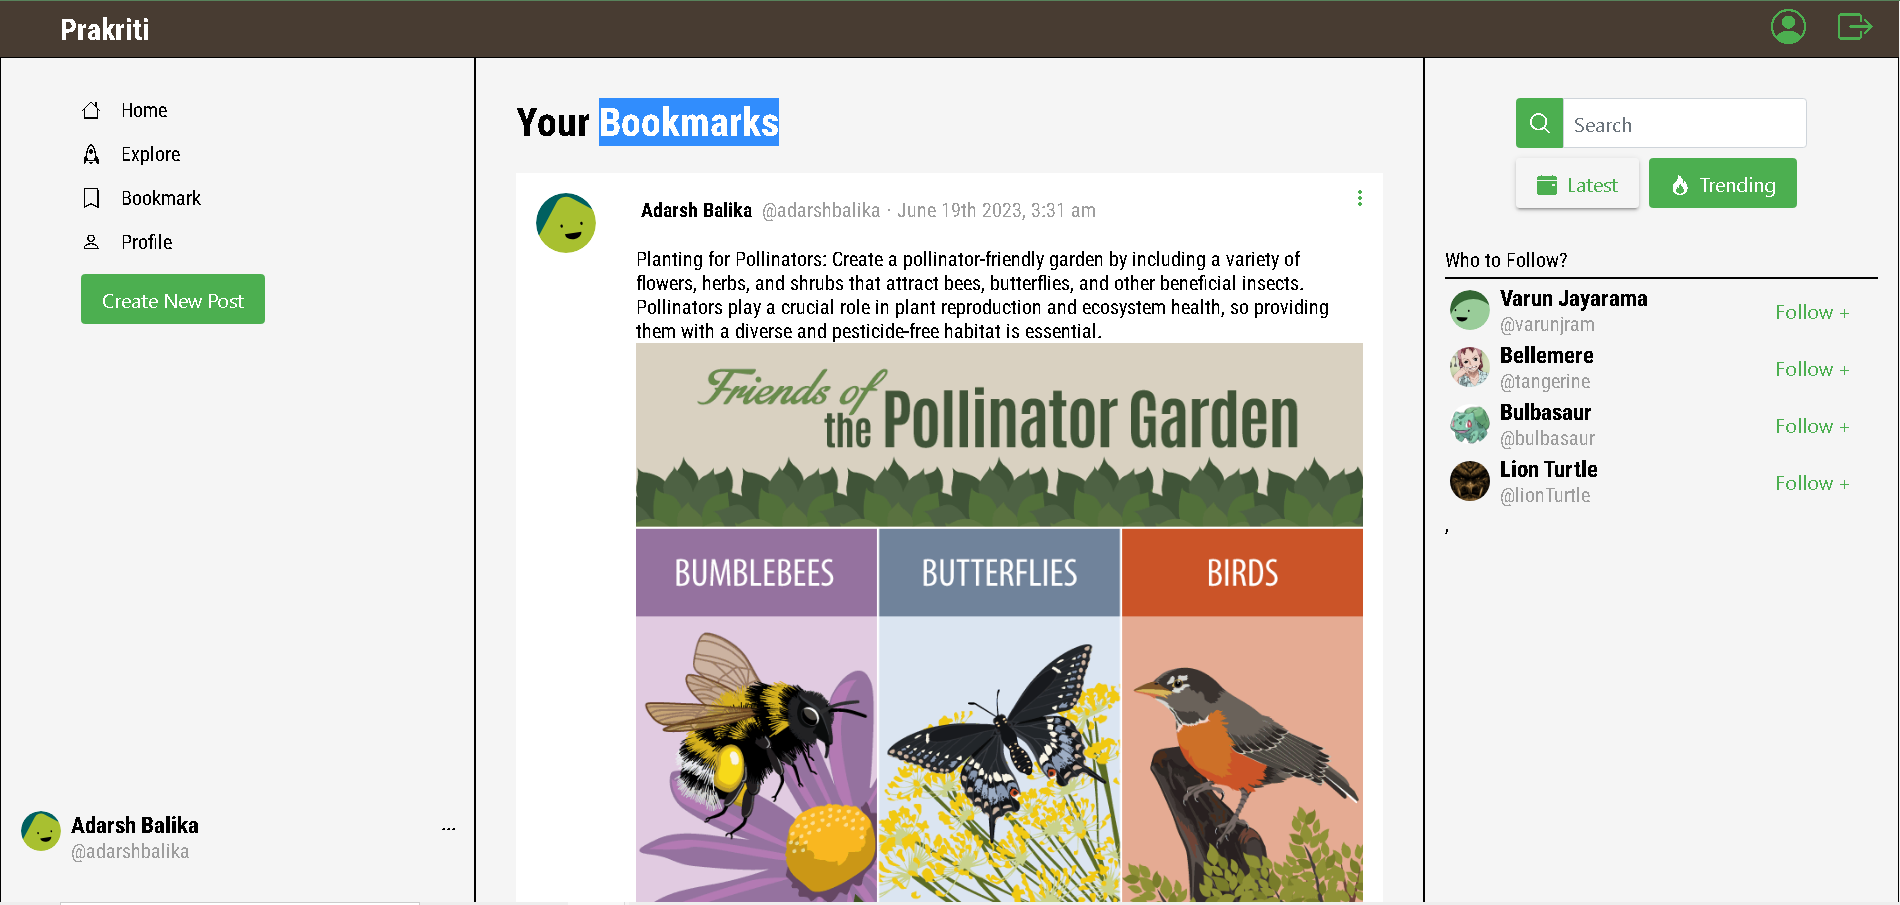 Prakriti
Home
Explore
Bookmark
Profile
Create New Post
Adarsh Balika
@adarshbalika
...
Your Bookmarks
Adarsh Balika @adarshbalika · June 19th 2023, 3:31 am
Planting for Pollinators: Create a pollinator-friendly garden by including a variety of
flowers, herbs, and shrubs that attract bees, butterflies, and other beneficial insects.
Pollinators play a crucial role in plant reproduction and ecosystem health, so providing
them with a diverse and pesticide-free habitat is essential.
Friends of
the Pollinator Garden
BUMBLEBEES
BUTTERFLIES
BIRDS
Search
Latest
Trending
Who to Follow?
Varun Jayarama
@varunjram
Follow +
Bellemere
@tangerine
Follow +
Bulbasaur
@bulbasaur
Follow +
Lion Turtle
@lionTurtle
Follow +
,